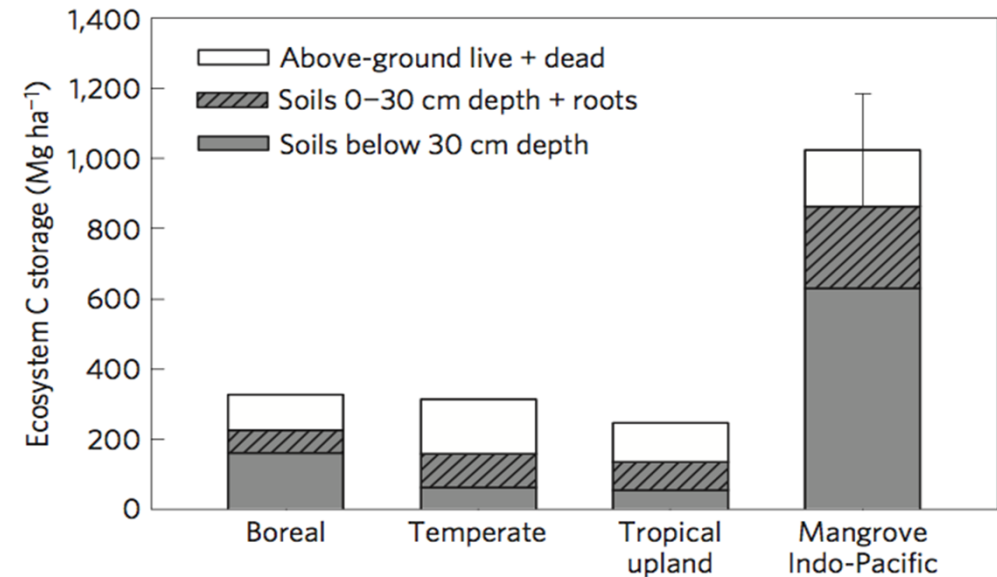 Ecosystem C storage (Mg ha⁻¹)
1,400
1,200
1,000
800
600
400
200
0
Above-ground live + dead
Soils 0–30 cm depth + roots
Soils below 30 cm depth
Boreal
Temperate
Tropical
upland
Mangrove
Indo-Pacific